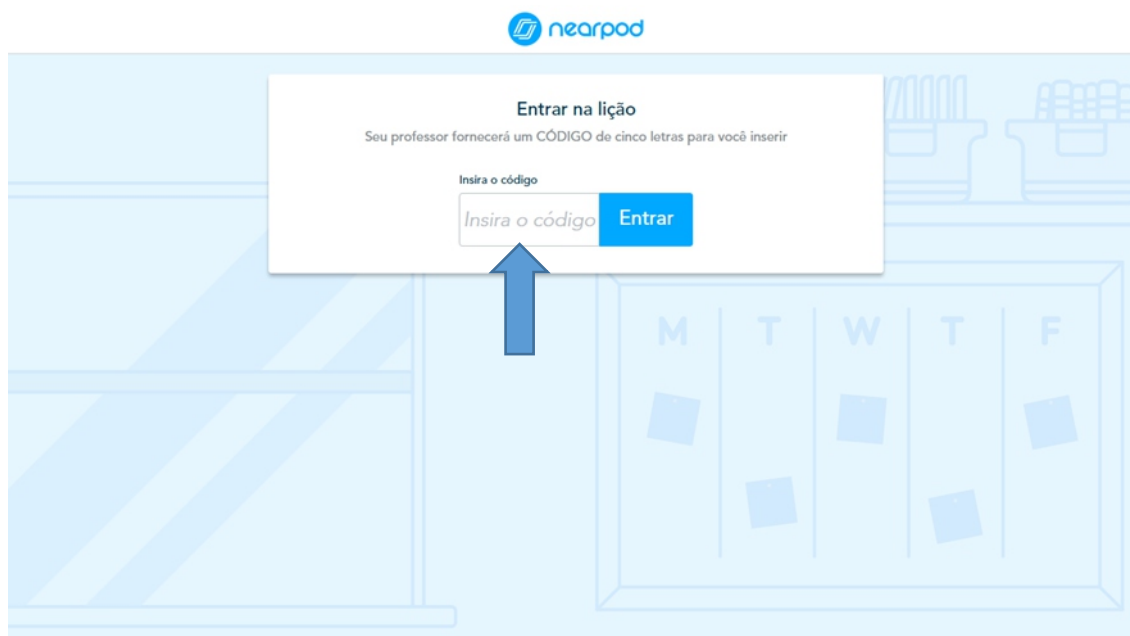 nearpod
Entrar na lição
Seu professor fornecerá um CÓDIGO de cinco letras para você inserir
Insira o código
Insira o código Entrar
M T W T F